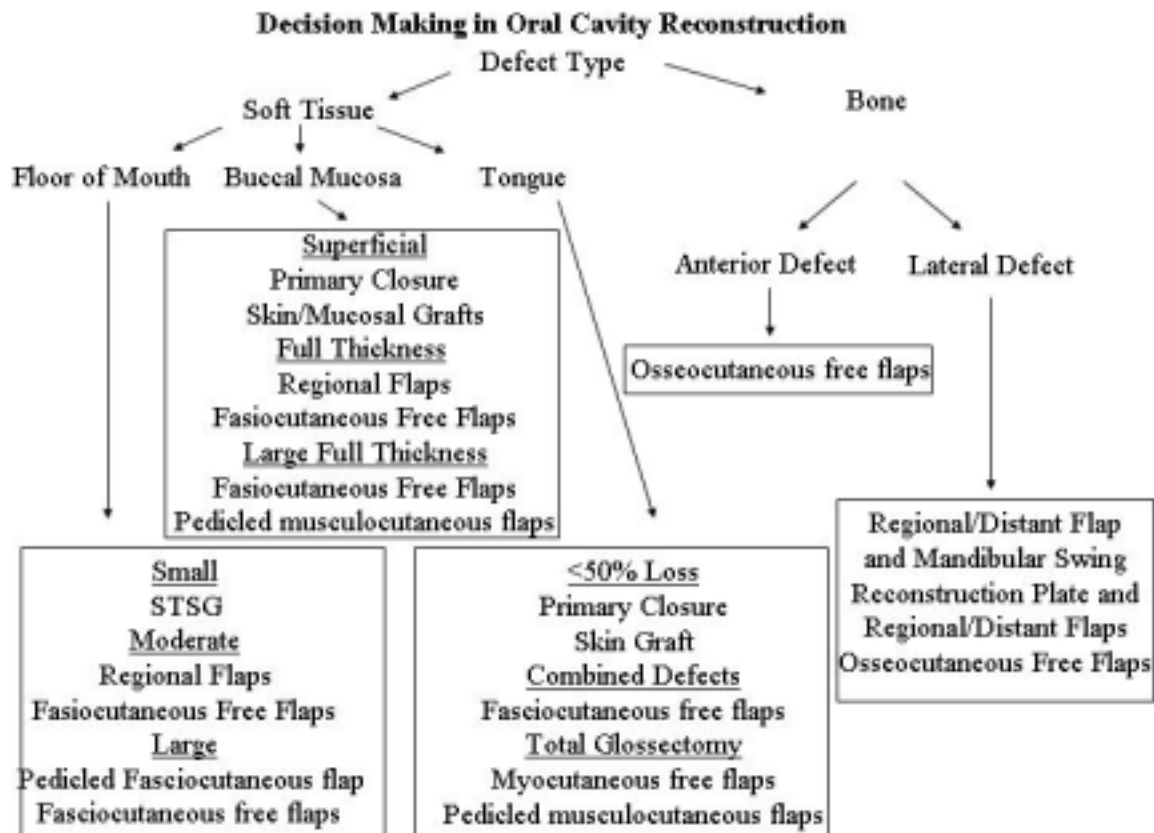 Decision Making in Oral Cavity Reconstruction
Defect Type
Soft Tissue
Bone
Floor of Mouth
Buccal Mucosa
Tongue
Superficial
Primary Closure
Skin/Mucosal Grafts
Full Thickness
Regional Flaps
Fasiocutaneous Free Flaps
Large Full Thickness
Fasiocutaneous Free Flaps
Pedicled musculocutaneous flaps
Anterior Defect
Lateral Defect
Osseocutaneous free flaps
Small
STSG
Moderate
Regional Flaps
Fasiocutaneous Free Flaps
Large
Pedicled Fasciocutaneous flap
Fasciocutaneous free flaps
<50% Loss
Primary Closure
Skin Graft
Combined Defects
Fasciocutaneous free flaps
Total Glossectomy
Myocutaneous free flaps
Pedicled musculocutaneous flaps
Regional/Distant Flap
and Mandibular Swing
Reconstruction Plate and
Regional/Distant Flaps
Osseocutaneous Free Flaps